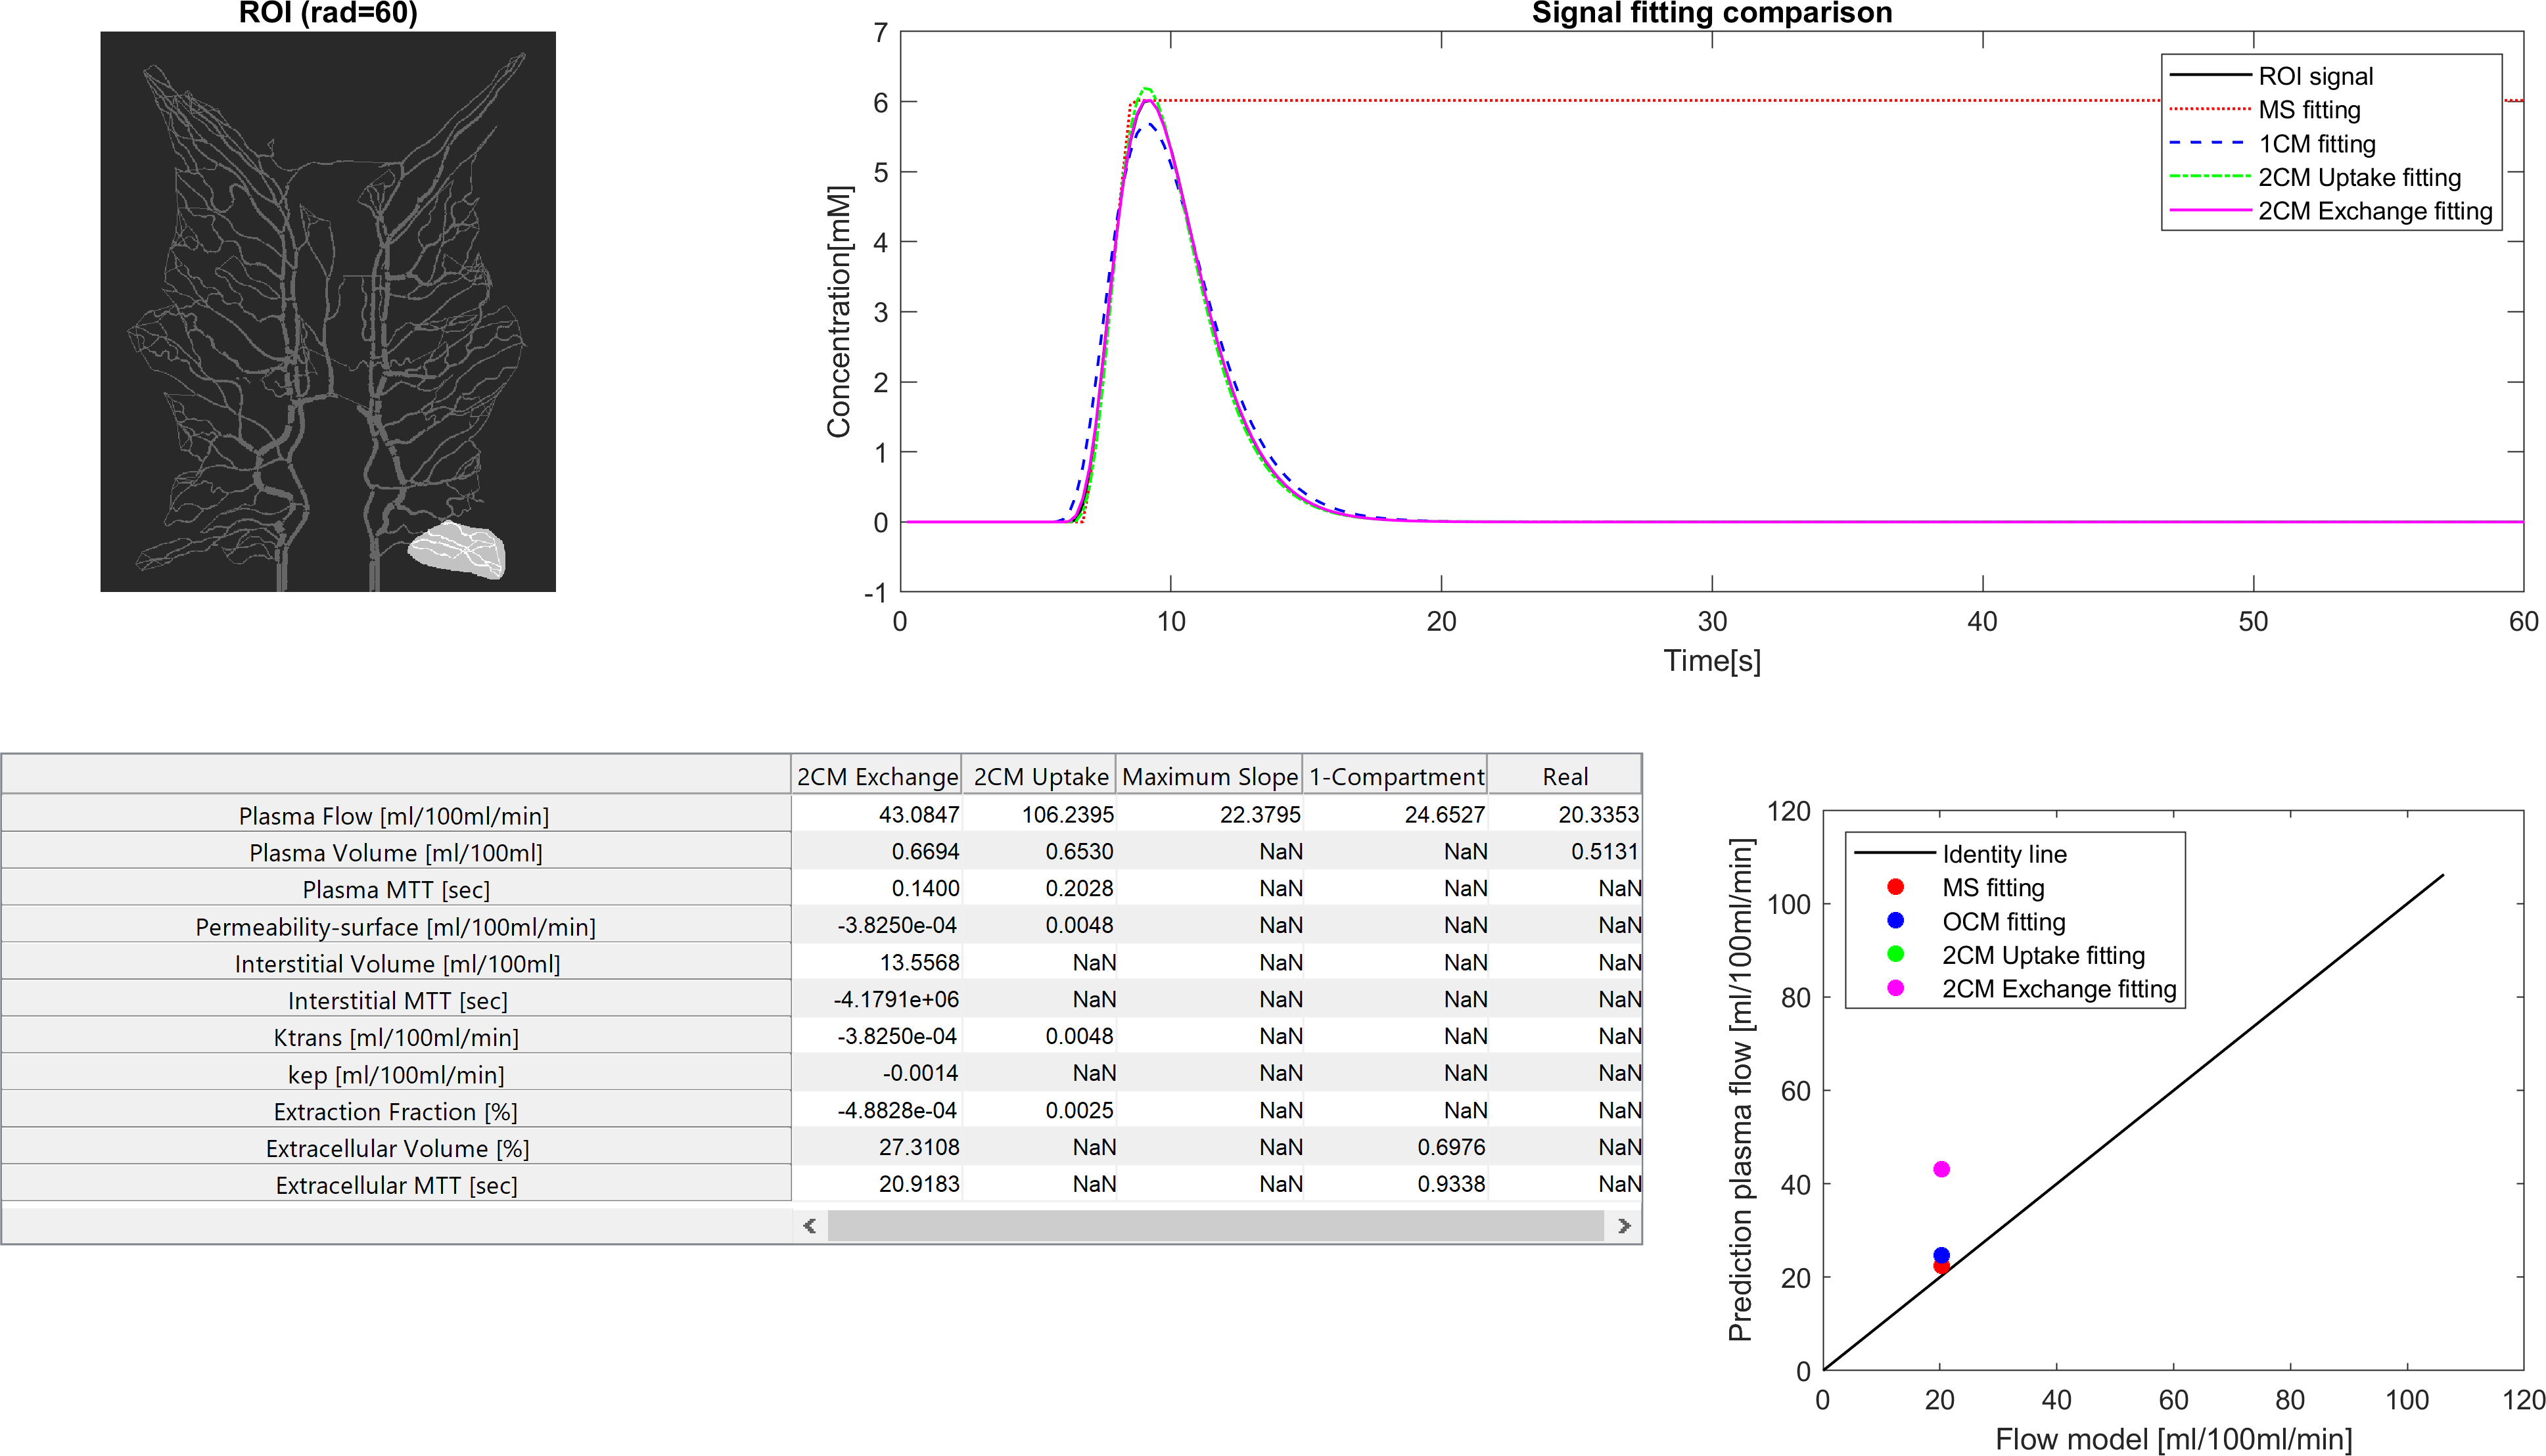 ROI (rad=60)
Signal fitting comparison
7
6
5
4
3
2
1
0
-1
Concentration[mM]
0 10 20 30 40 50 60
Time[s]
ROI signal
MS fitting
1CM fitting
2CM Uptake fitting
2CM Exchange fitting
2CM Exchange 2CM Uptake Maximum Slope 1-Compartment Real
Plasma Flow [ml/100ml/min] 43.0847 106.2395 22.3795 24.6527 20.3353
Plasma Volume [ml/100ml] 0.6694 0.6530 NaN NaN 0.5131
Plasma MTT [sec] 0.1400 0.2028 NaN NaN NaN
Permeability-surface [ml/100ml/min] -3.8250e-04 0.0048 NaN NaN NaN
Interstitial Volume [ml/100ml] 13.5568 NaN NaN NaN NaN
Interstitial MTT [sec] -4.1791e+06 NaN NaN NaN NaN
Ktrans [ml/100ml/min] -3.8250e-04 0.0048 NaN NaN NaN
kep [ml/100ml/min] -0.0014 NaN NaN NaN NaN
Extraction Fraction [%] -4.8828e-04 0.0025 NaN NaN NaN
Extracellular Volume [%] 27.3108 NaN NaN 0.6976 NaN
Extracellular MTT [sec] 20.9183 NaN NaN 0.9338 NaN
120
100
80
60
40
20
0
Prediction plasma flow [ml/100ml/min]
Identity line
MS fitting
OCM fitting
2CM Uptake fitting
2CM Exchange fitting
0 20 40 60 80 100 120
Flow model [ml/100ml/min]